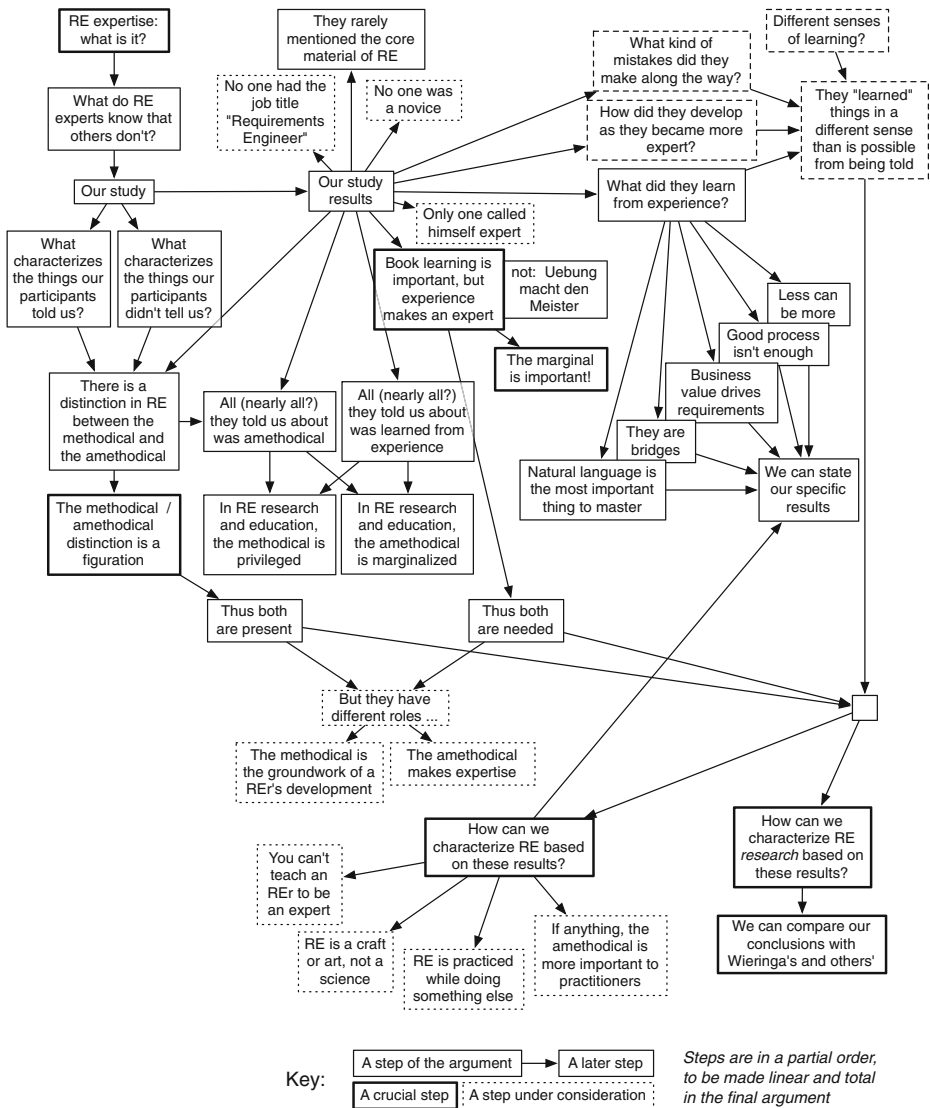 RE expertise:
what is it?
What do RE
experts know that
others don't?
Our study
What
characterizes
the things our
participants
told us?
What
characterizes
the things our
participants
didn't tell us?
There is a
distinction in RE
between the
methodical and
the amethodical
The methodical /
amethodical
distinction is a
figuration
They rarely
mentioned the core
material of RE
No one had the
job title
"Requirements
Engineer"
No one was
a novice
Our study
results
Only one called
himself expert
Book learning is
important, but
experience
makes an expert
not: Uebung
macht den
Meister
The marginal
is important!
All (nearly all?)
they told us about
was amethodical
All (nearly all?)
they told us about
was learned from
experience
In RE research
and education,
the methodical is
privileged
In RE research
and education,
the amethodical
is marginalized
What kind of
mistakes did they
make along the way?
How did they develop
as they became more
expert?
What did they learn
from experience?
Different senses
of learning?
They "learned"
things in a
different sense
than is possible
from being told
Less can
be more
Good process
isn't enough
Business
value drives
requirements
They are
bridges
Natural language is
the most important
thing to master
We can state
our specific
results
Thus both
are present
Thus both
are needed
But they have
different roles ...
The methodical is
the groundwork of a
REr's development
The amethodical
makes expertise
How can we
characterize RE based
on these results?
You can't
teach an
REr to be
an expert
RE is a craft
or art, not a
science
RE is practiced
while doing
something else
If anything, the
amethodical is
more important to
practitioners
How can we
characterize RE
research based on
these results?
We can compare our
conclusions with
Wieringa's and others'
Key:
A step of the argument
A later step
A crucial step
A step under consideration
Steps are in a partial order,
to be made linear and total
in the final argument